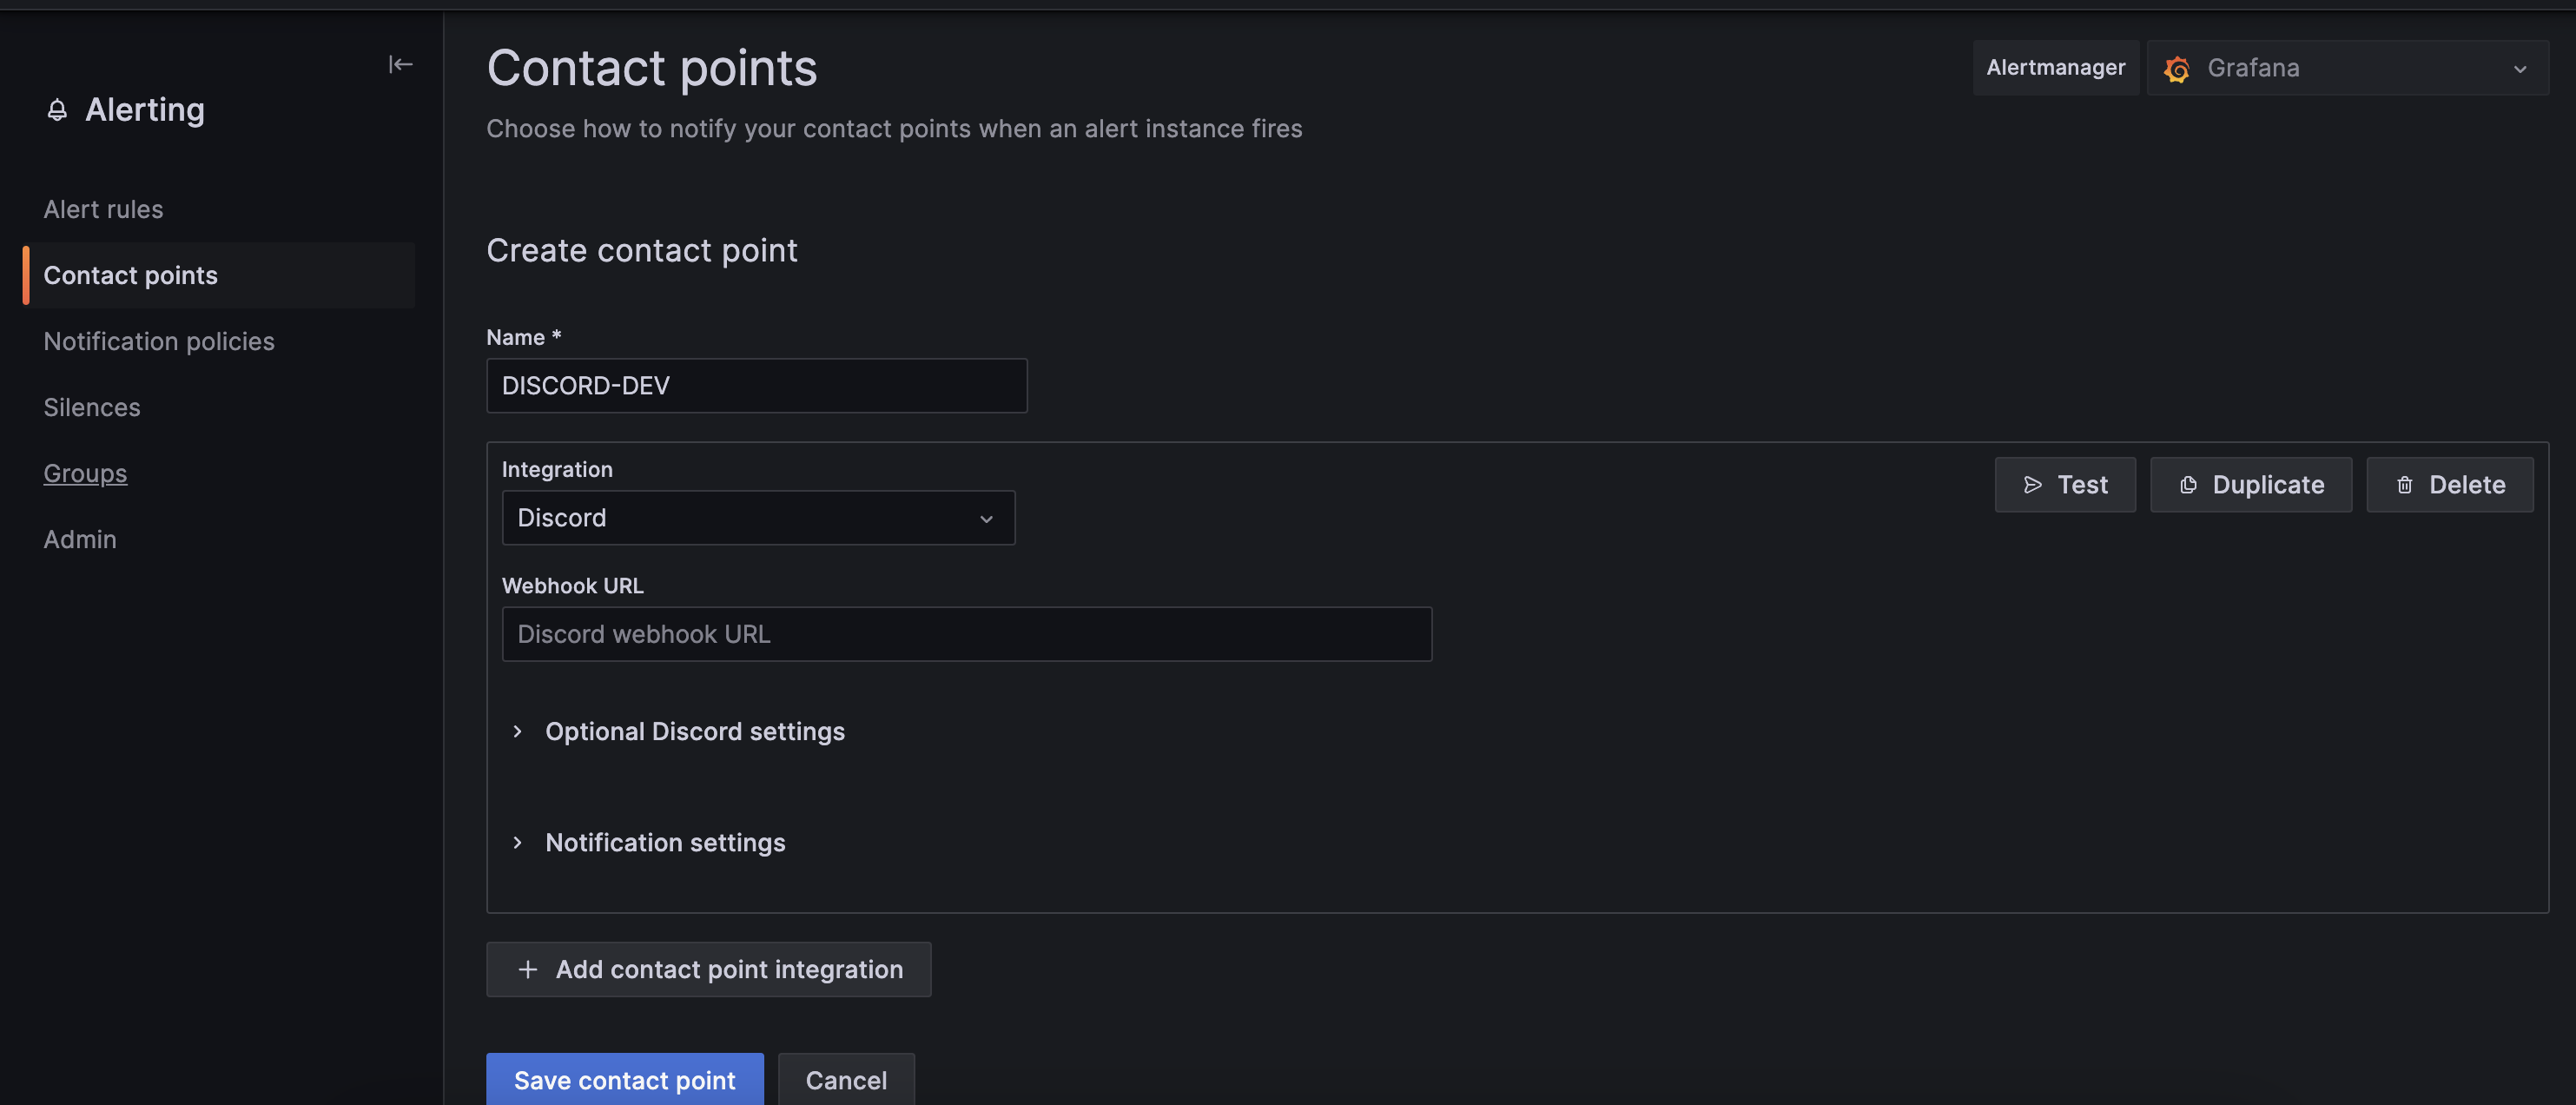 Alerting
Alert rules
Contact points
Notification policies
Silences
Groups
Admin
Contact points
Choose how to notify your contact points when an alert instance fires
Alertmanager
Grafana
Create contact point
Name *
DISCORD-DEV
Integration
Discord
Test
Duplicate
Delete
Webhook URL
Discord webhook URL
Optional Discord settings
Notification settings
Add contact point integration
Save contact point
Cancel